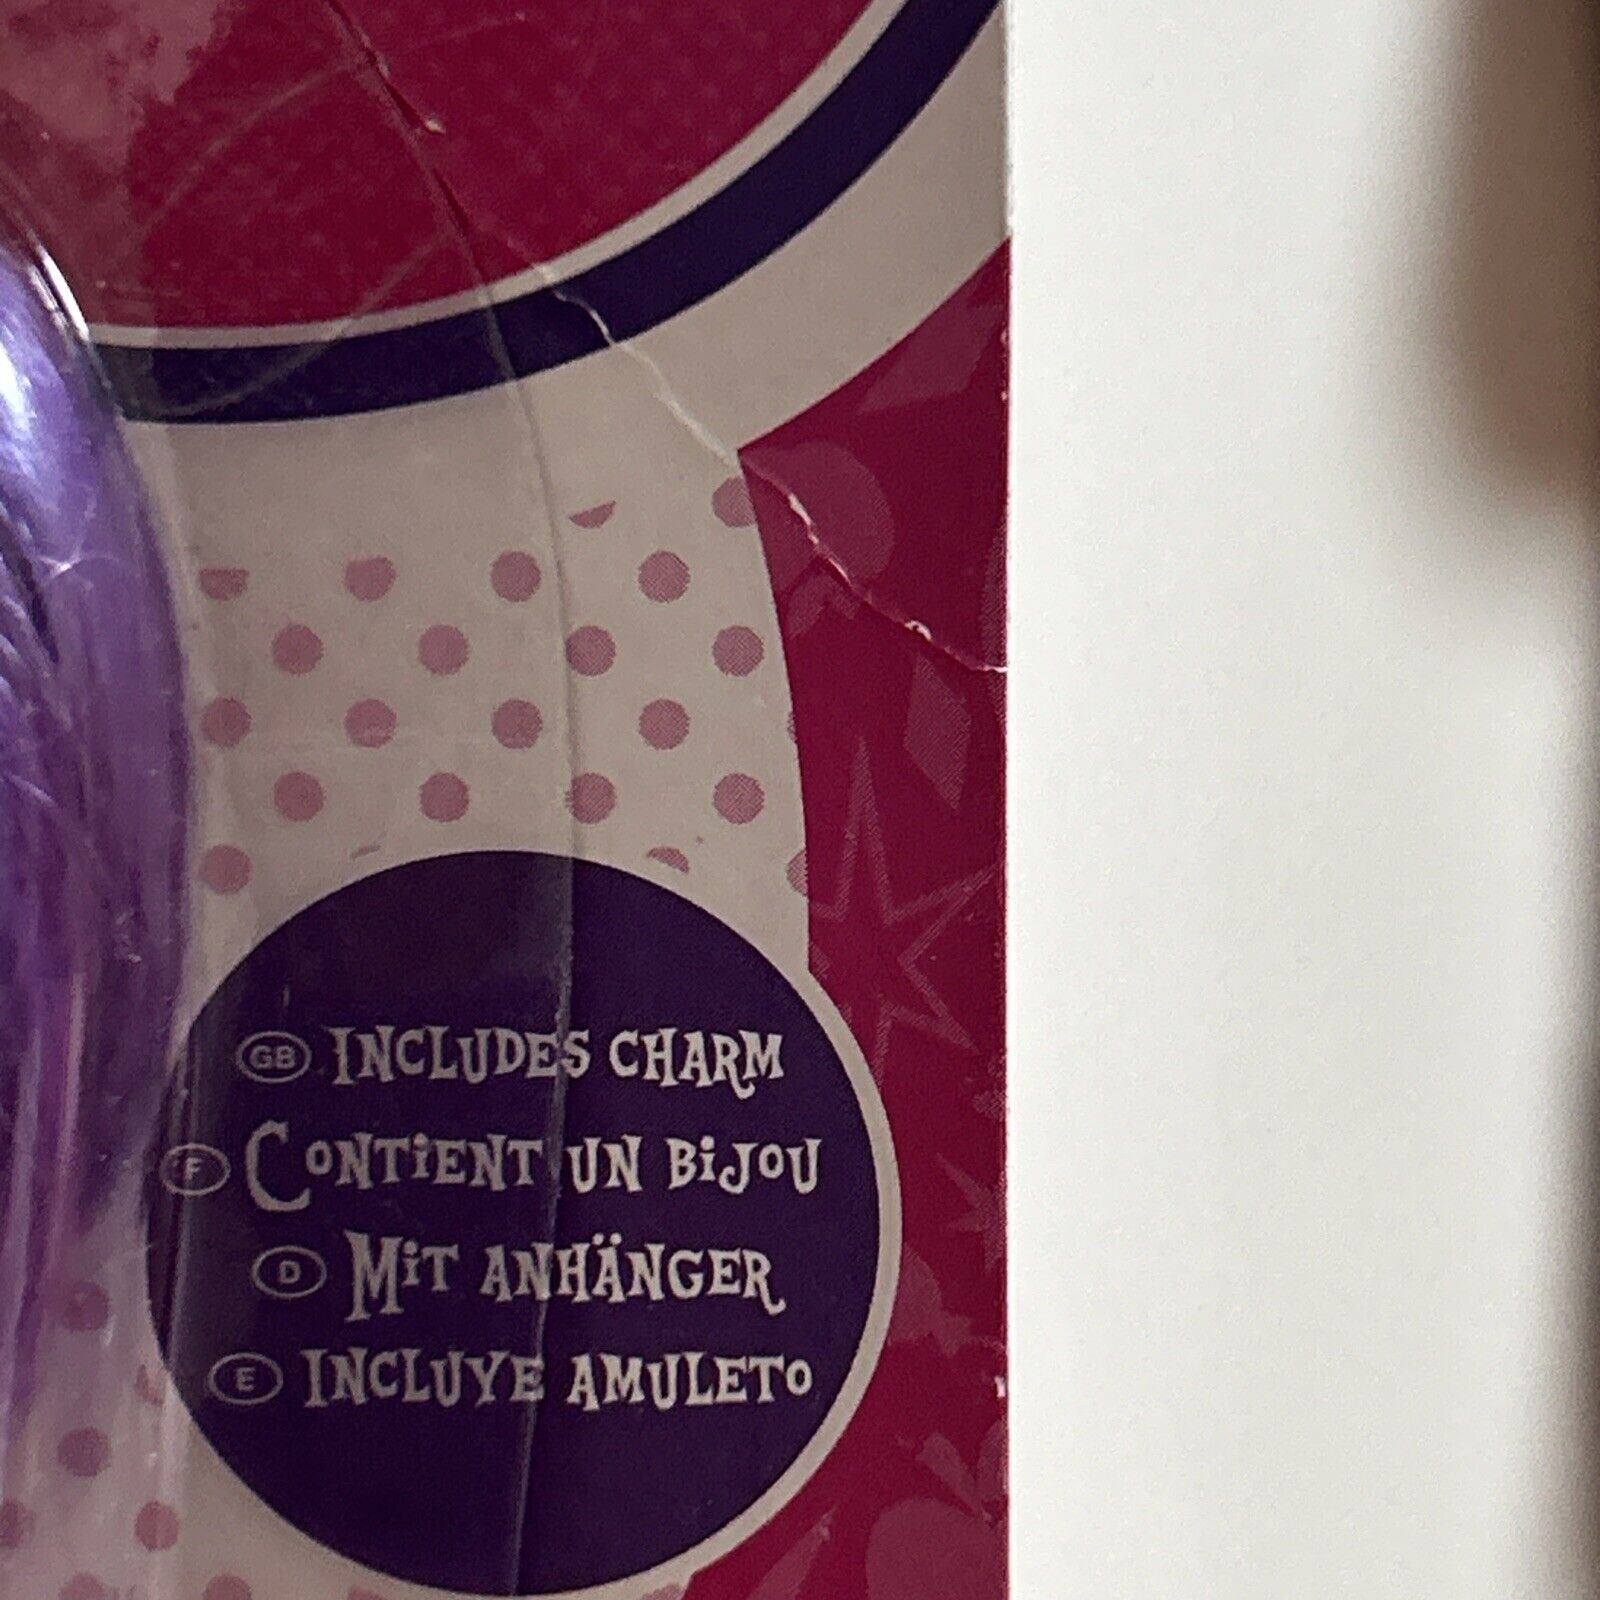 GB INCLUDES CHARM
F CONTIENT UN BIJOU
D MIT ANHÄNGER
E INCLUYE AMULETO